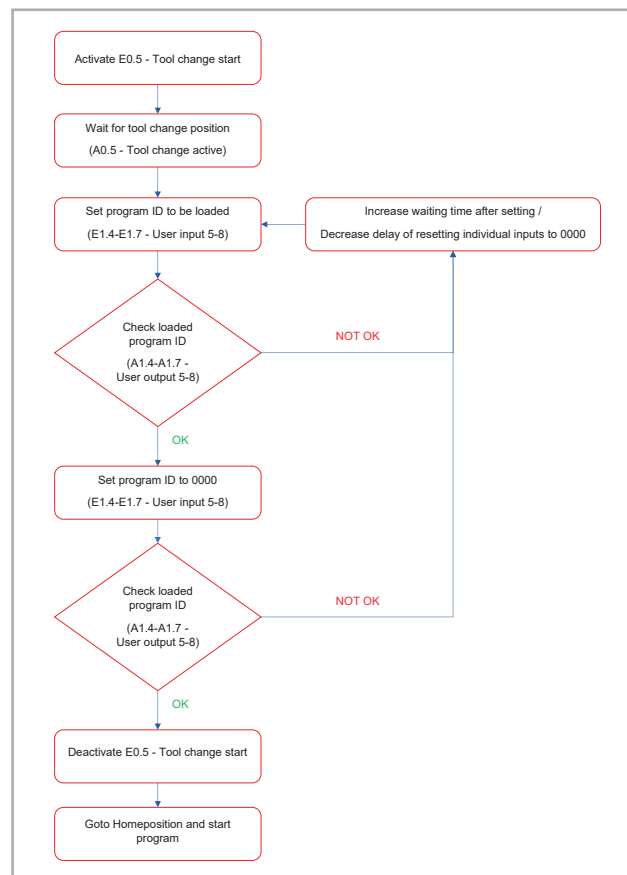 Activate E0.5 - Tool change start
Wait for tool change position
(A0.5 - Tool change active)
Set program ID to be loaded
(E1.4-E1.7 - User input 5-8)
Increase waiting time after setting /
Decrease delay of resetting individual inputs to 0000
Check loaded
program ID
(A1.4-A1.7 -
User output 5-8)
NOT OK
OK
Set program ID to 0000
(E1.4-E1.7 - User input 5-8)
Check loaded
program ID
(A1.4-A1.7 -
User output 5-8)
NOT OK
OK
Deactivate E0.5 - Tool change start
Goto Homeposition and start
program